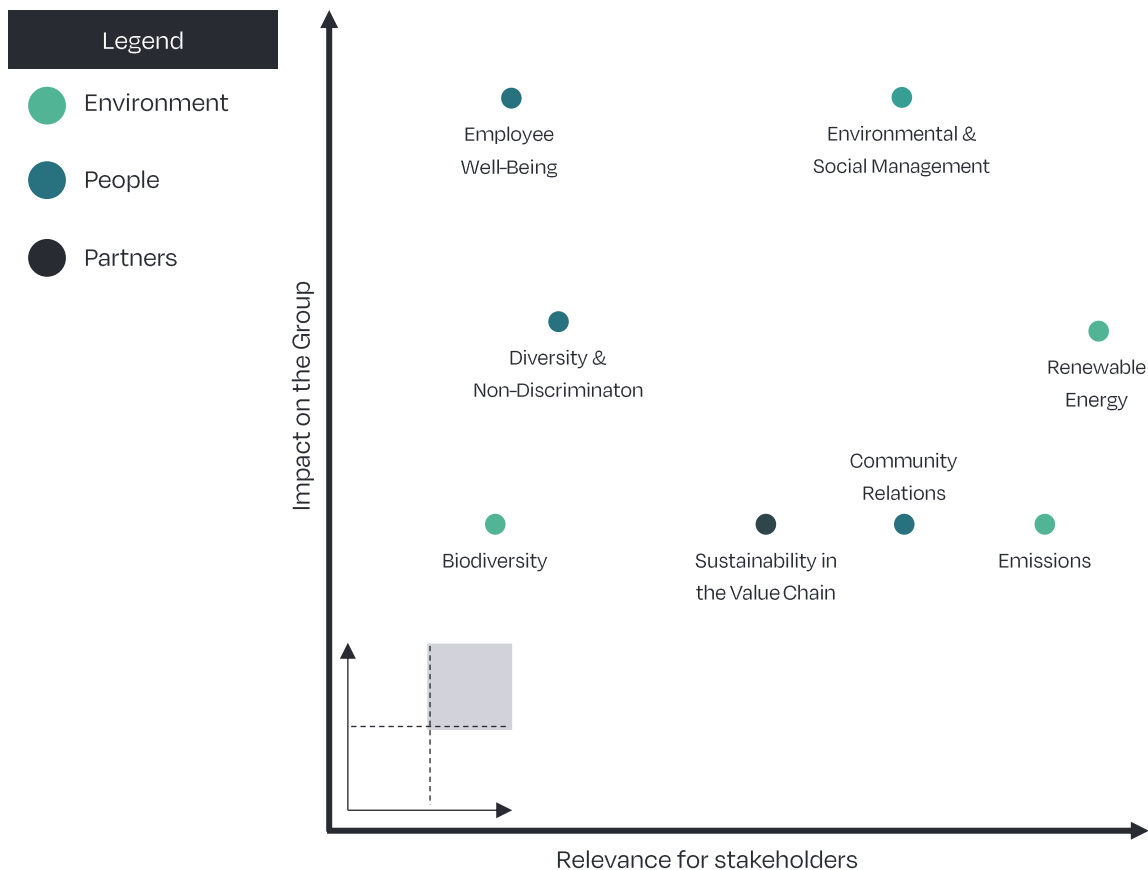 Legend
Environment
People
Partners
Impact on the Group
Employee
Well-Being
Environmental &
Social Management
Diversity &
Non-Discriminaton
Renewable
Energy
Community
Relations
Biodiversity
Sustainability in
the Value Chain
Emissions
Relevance for stakeholders